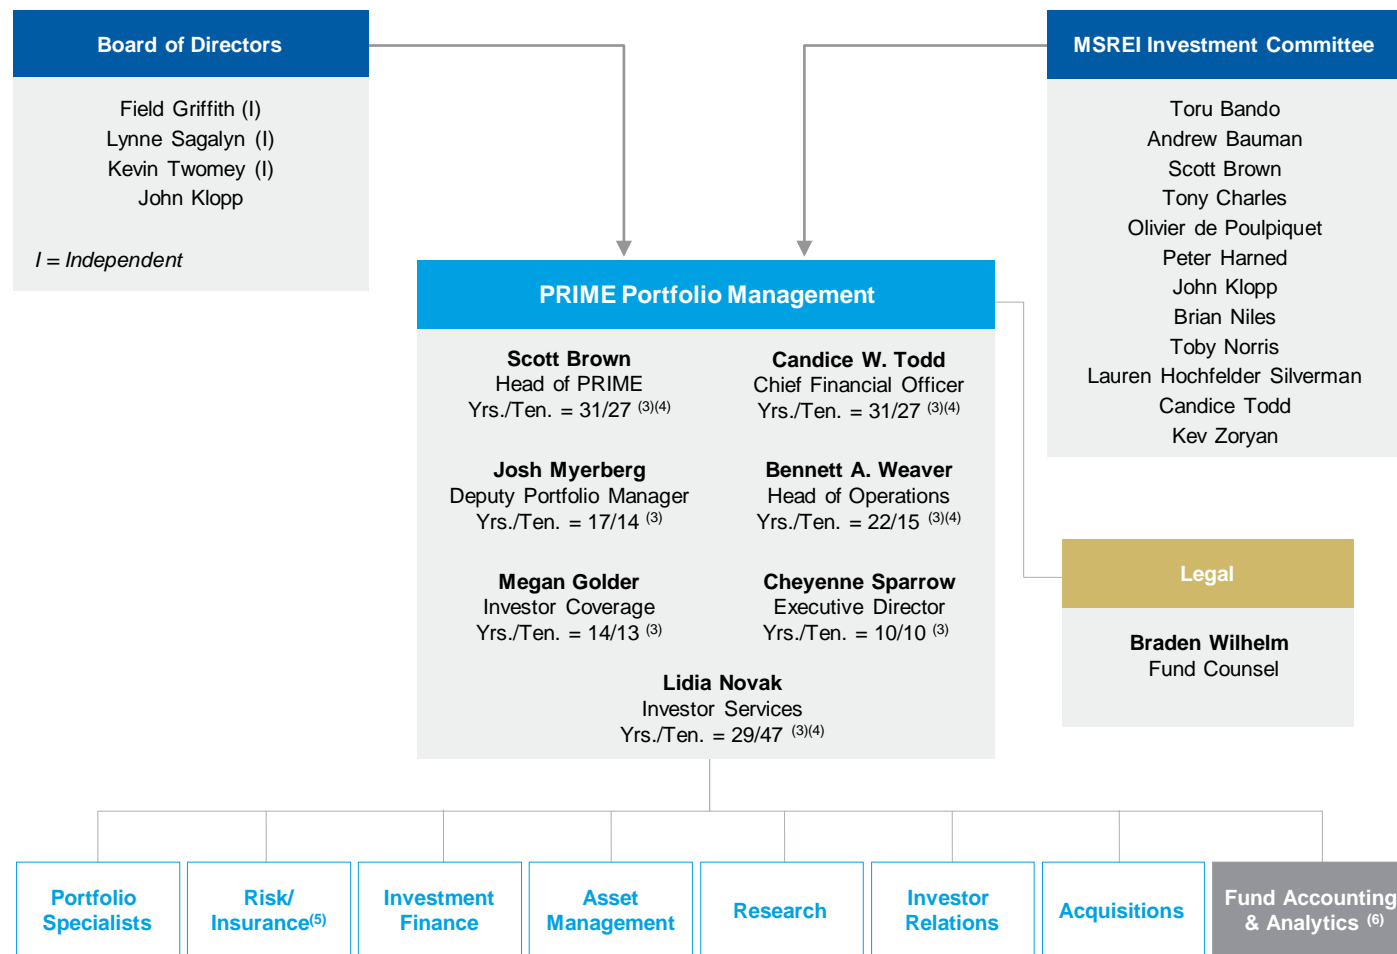 Board of Directors
Field Griffith (I)
Lynne Sagalyn (I)
Kevin Twomey (I)
John Klopp
I = Independent
MSREI Investment Committee
Toru Bando
Andrew Bauman
Scott Brown
Tony Charles
Olivier de Poulpiquet
Peter Harned
John Klopp
Brian Niles
Toby Norris
Lauren Hochfelder Silverman
Candice Todd
Kev Zoryan
PRIME Portfolio Management
Scott Brown
Head of PRIME
Yrs./Ten. = 31/27 (3)(4)
Candice W. Todd
Chief Financial Officer
Yrs./Ten. = 31/27 (3)(4)
Josh Myerberg
Deputy Portfolio Manager
Yrs./Ten. = 17/14 (3)
Bennett A. Weaver
Head of Operations
Yrs./Ten. = 22/15 (3)(4)
Megan Golder
Investor Coverage
Yrs./Ten. = 14/13 (3)
Cheyenne Sparrow
Executive Director
Yrs./Ten. = 10/10 (3)
Lidia Novak
Investor Services
Yrs./Ten. = 29/47 (3)(4)
Legal
Braden Wilhelm
Fund Counsel
Portfolio
Specialists
Risk/
Insurance(5)
Investment
Finance
Asset
Management
Research
Investor
Relations
Acquisitions
Fund Accounting
& Analytics (6)